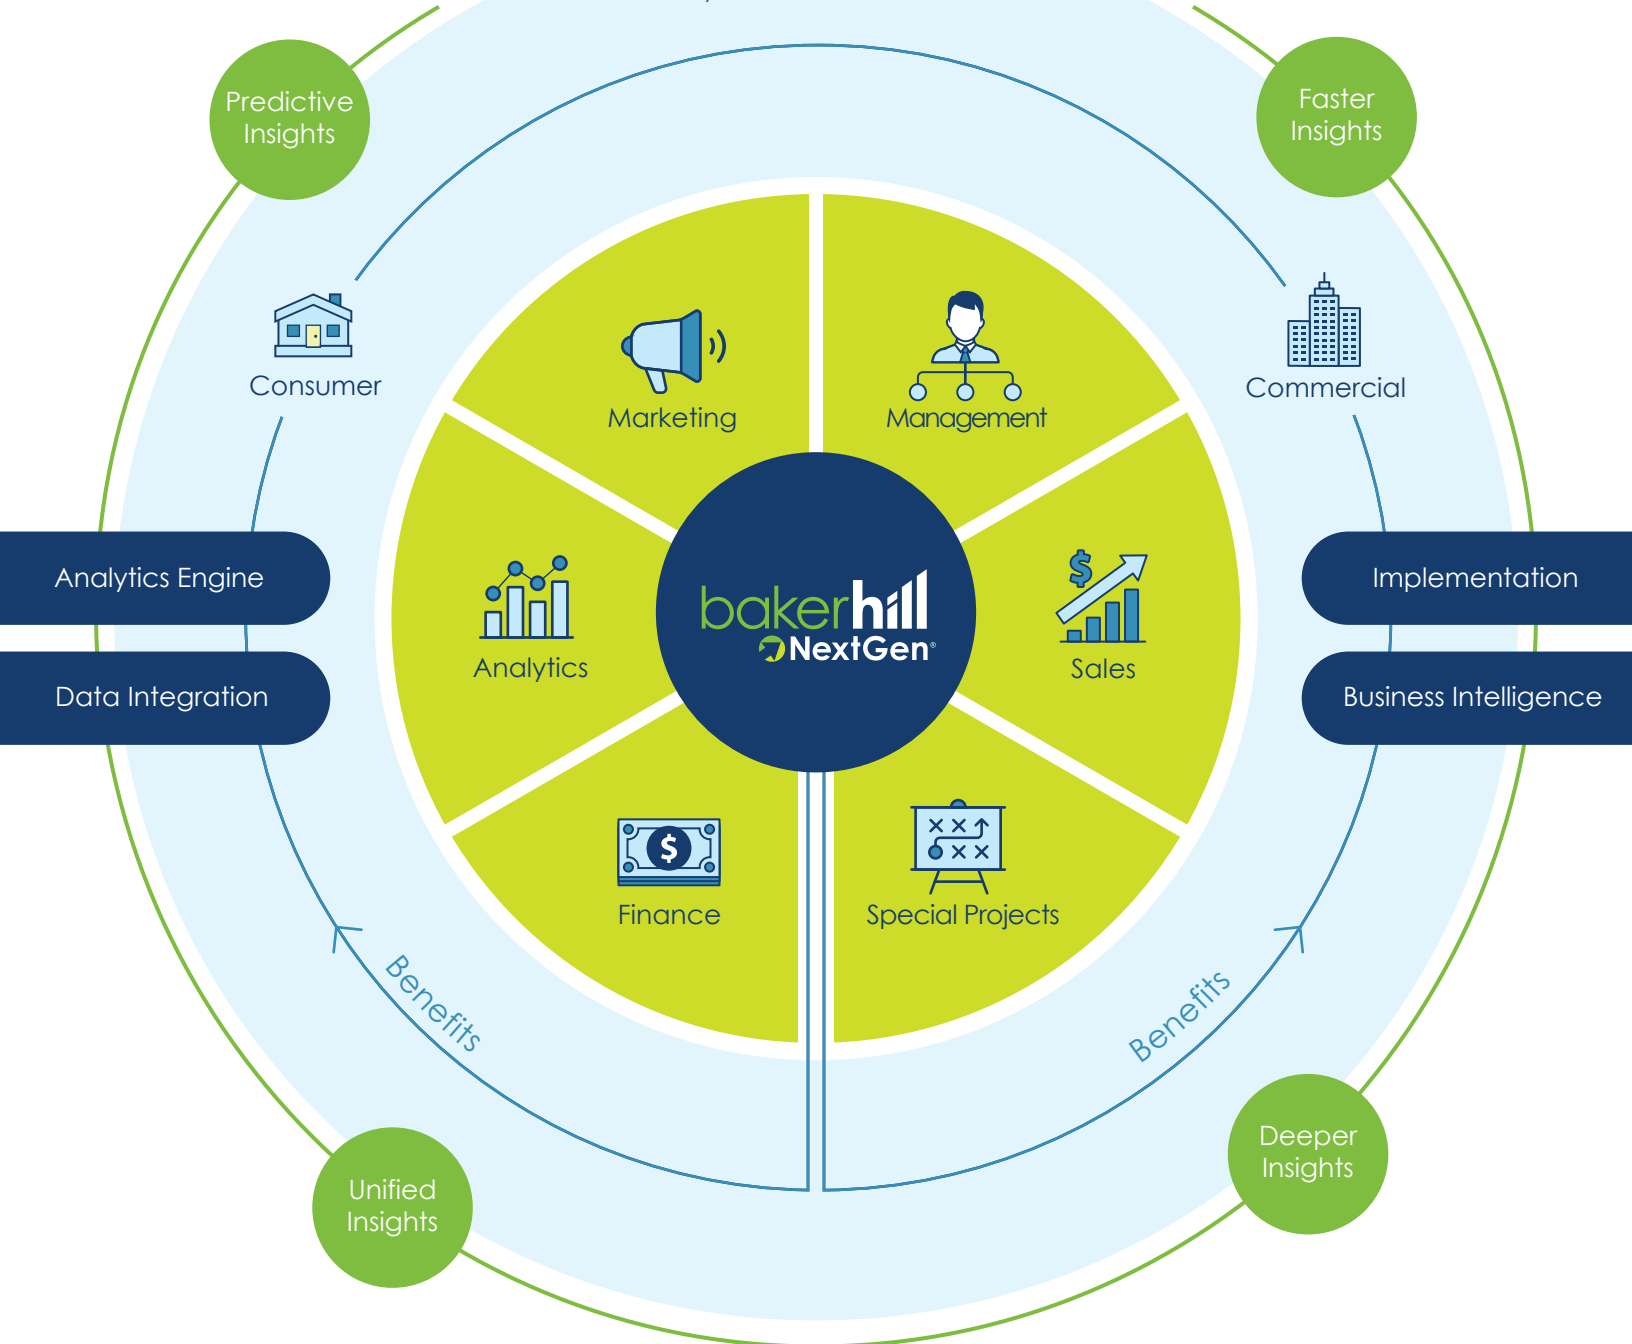 Predictive
Insights
Faster
Insights
Consumer
Commercial
Marketing
Management
Analytics Engine
Implementation
bakerhill
NextGen®
Analytics
Sales
Data Integration
Business Intelligence
Finance
Special Projects
Benefits
Benefits
Unified
Insights
Deeper
Insights